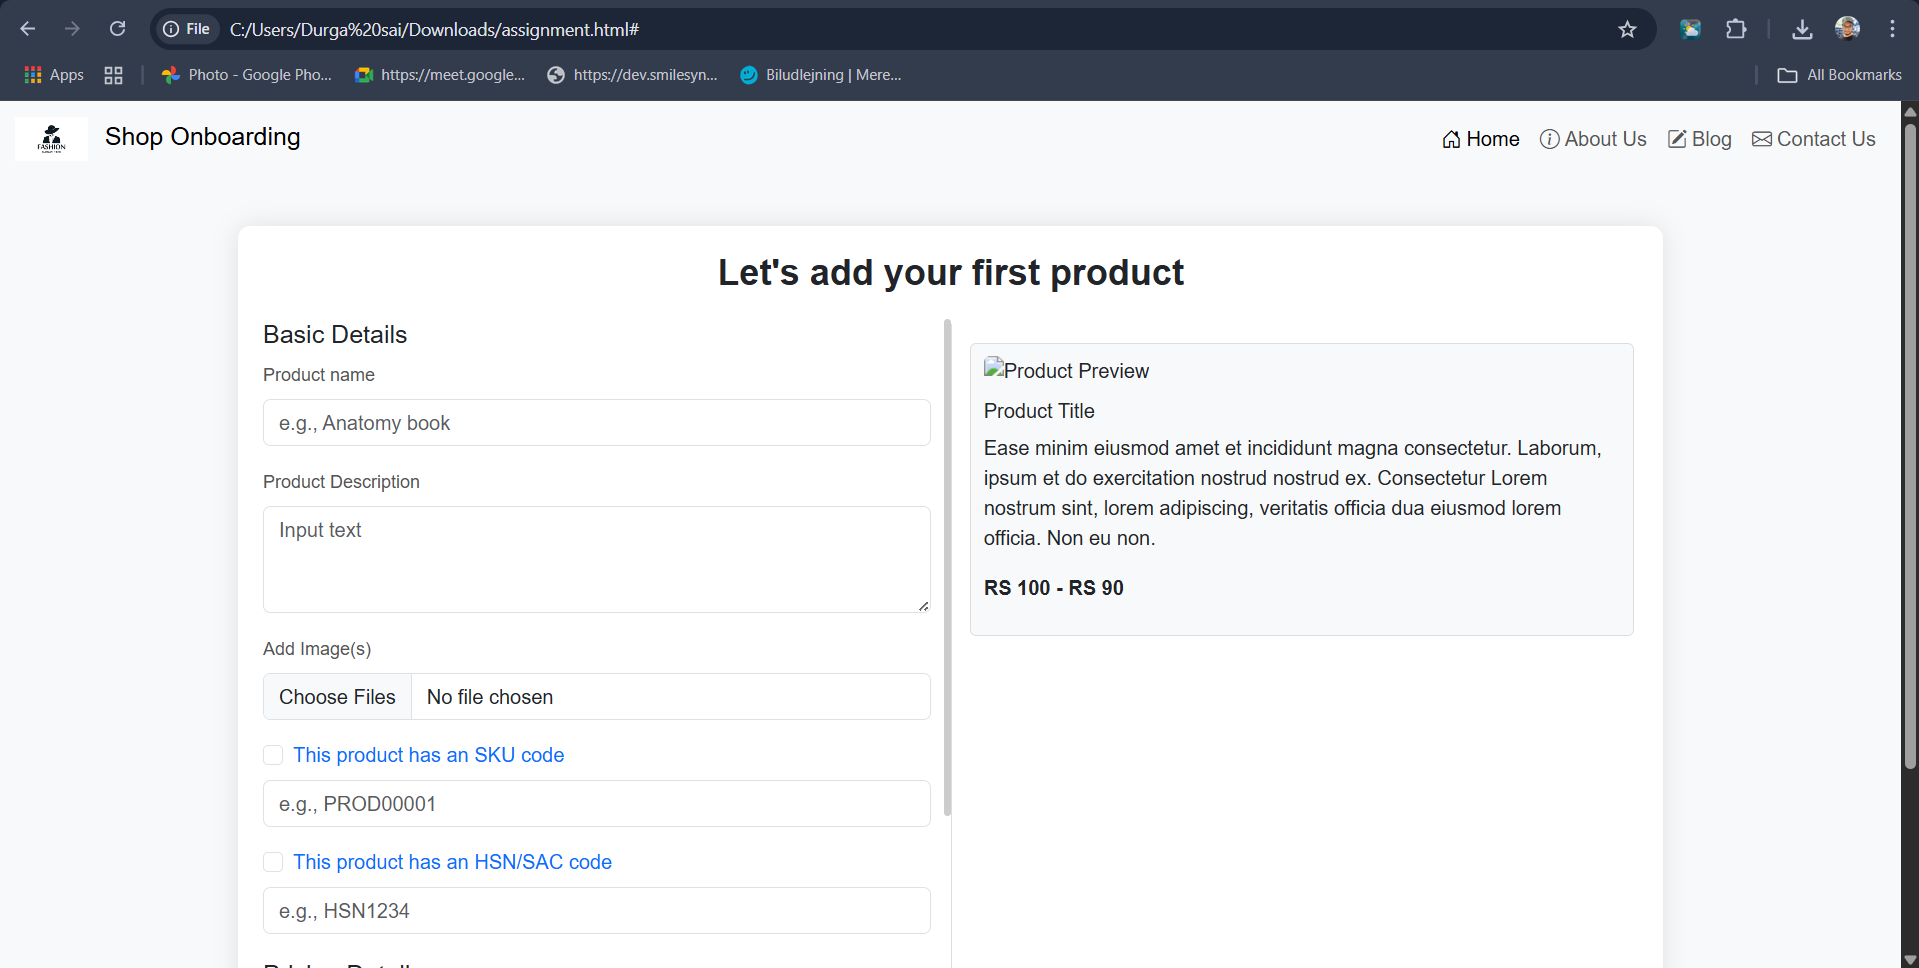 File
C:/Users/Durga%20sai/Downloads/assignment.html#
Apps
Photo - Google Pho...
https://meet.google...
https://dev.smilesyn...
Biludlejning | Mere...
All Bookmarks
FASHION
Shop Onboarding
Home
About Us
Blog
Contact Us
Let's add your first product
Basic Details
Product name
e.g., Anatomy book
Product Description
Input text
Add Image(s)
Choose Files
No file chosen
This product has an SKU code
e.g., PROD00001
This product has an HSN/SAC code
e.g., HSN1234
Product Preview
Product Title
Ease minim eiusmod amet et incididunt magna consectetur. Laborum,
ipsum et do exercitation nostrud nostrud ex. Consectetur Lorem
nostrum sint, lorem adipiscing, veritatis officia dua eiusmod lorem
officia. Non eu non.
RS 100 - RS 90